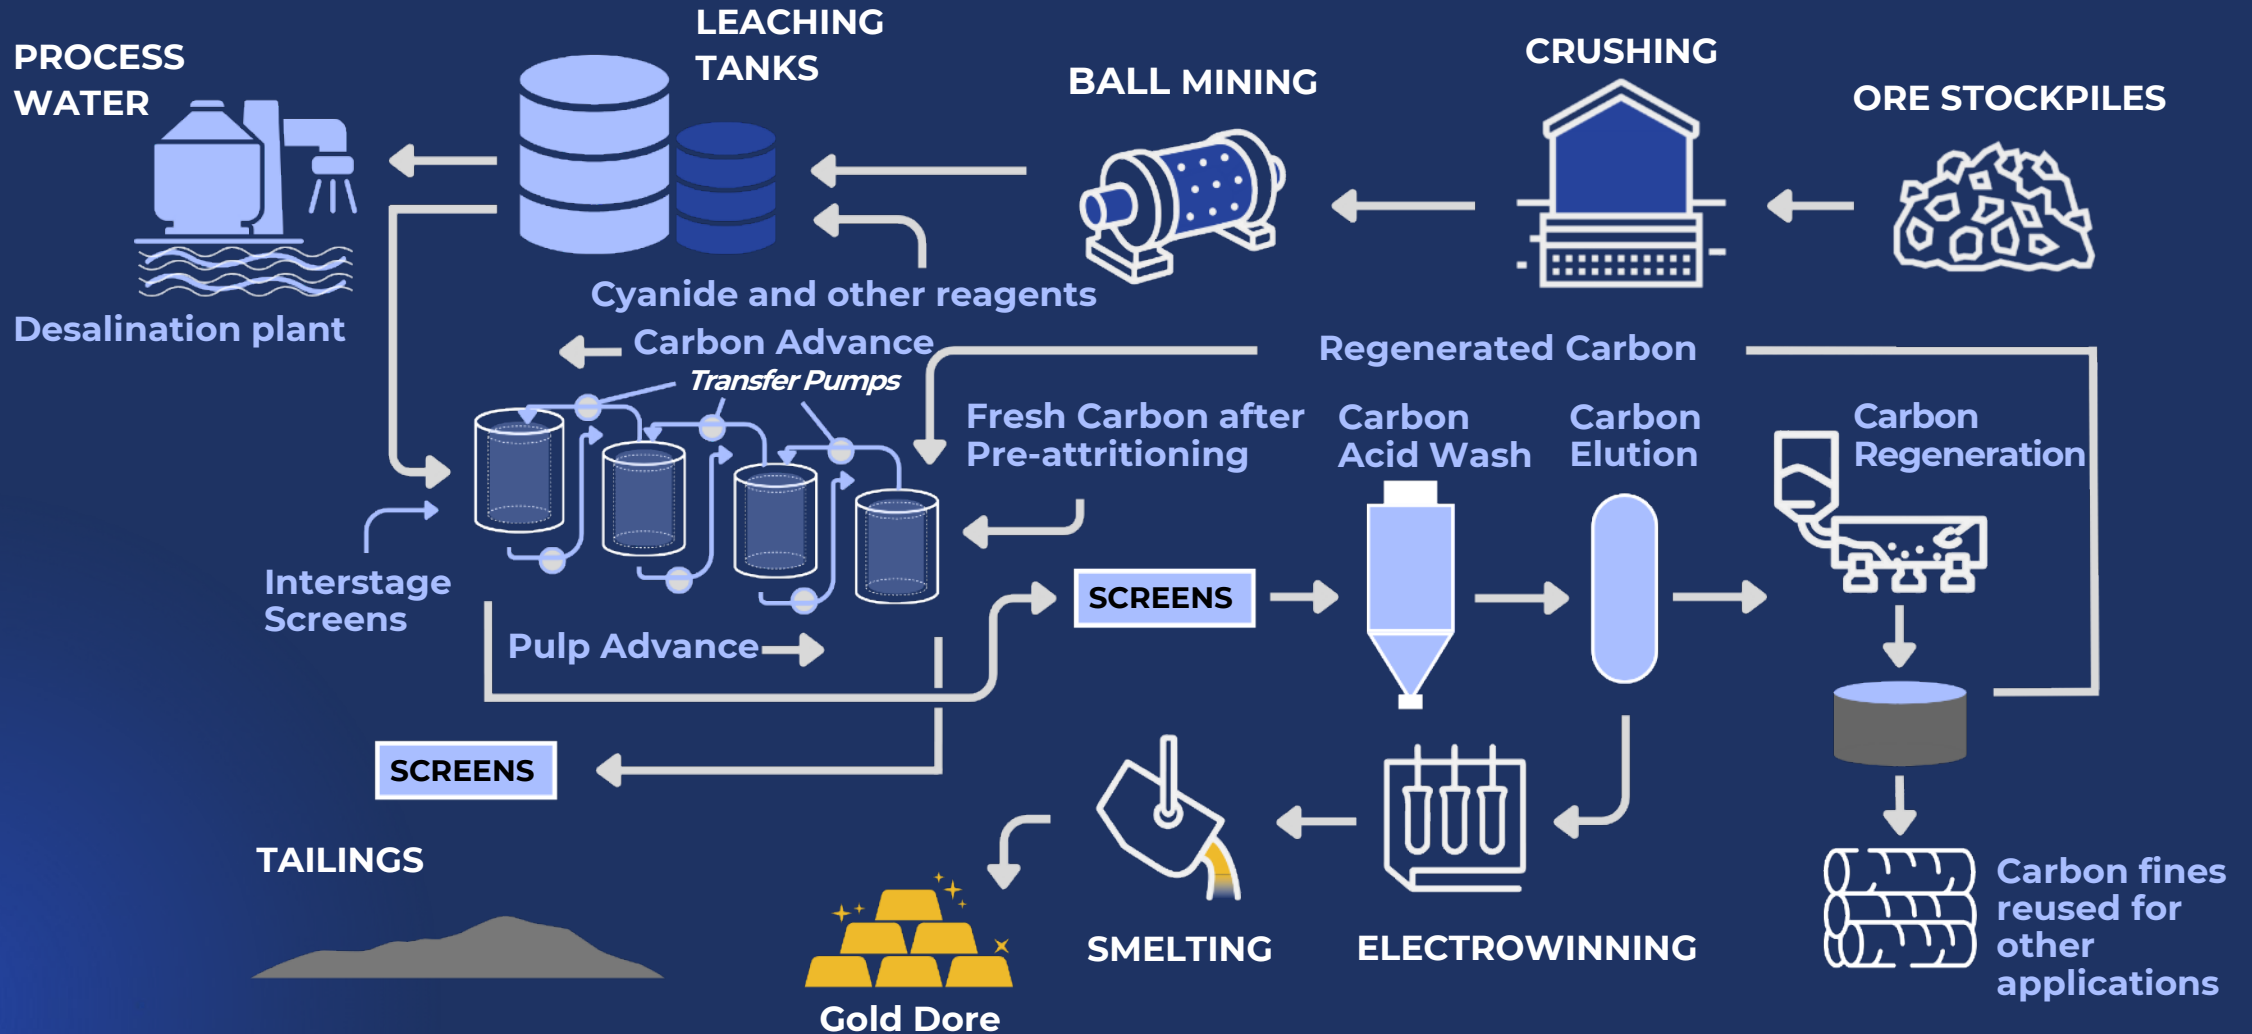 PROCESS
WATER
LEACHING
TANKS
BALL MINING
CRUSHING
ORE STOCKPILES
Desalination plant
Cyanide and other reagents
Carbon Advance
Transfer Pumps
Regenerated Carbon
Fresh Carbon after
Pre-attritioning
Carbon
Acid Wash
Carbon
Elution
Carbon
Regeneration
Interstage
Screens
Pulp Advance
SCREENS
SCREENS
TAILINGS
Gold Dore
SMELTING
ELECTROWINNING
Carbon fines
reused for
other
applications